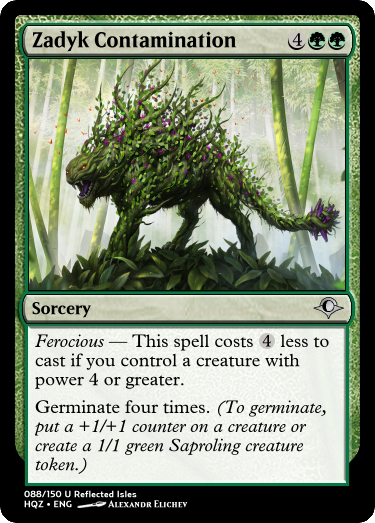 Zadyk Contamination 4
Sorcery
Ferocious — This spell costs 4 less to
cast if you control a creature with
power 4 or greater.
Germinate four times. (To germinate,
put a +1/+1 counter on a creature or
create a 1/1 green Saproling creature
token.)
088/150 U Reflected Isles
HQZ • ENG Alexandr Elichev